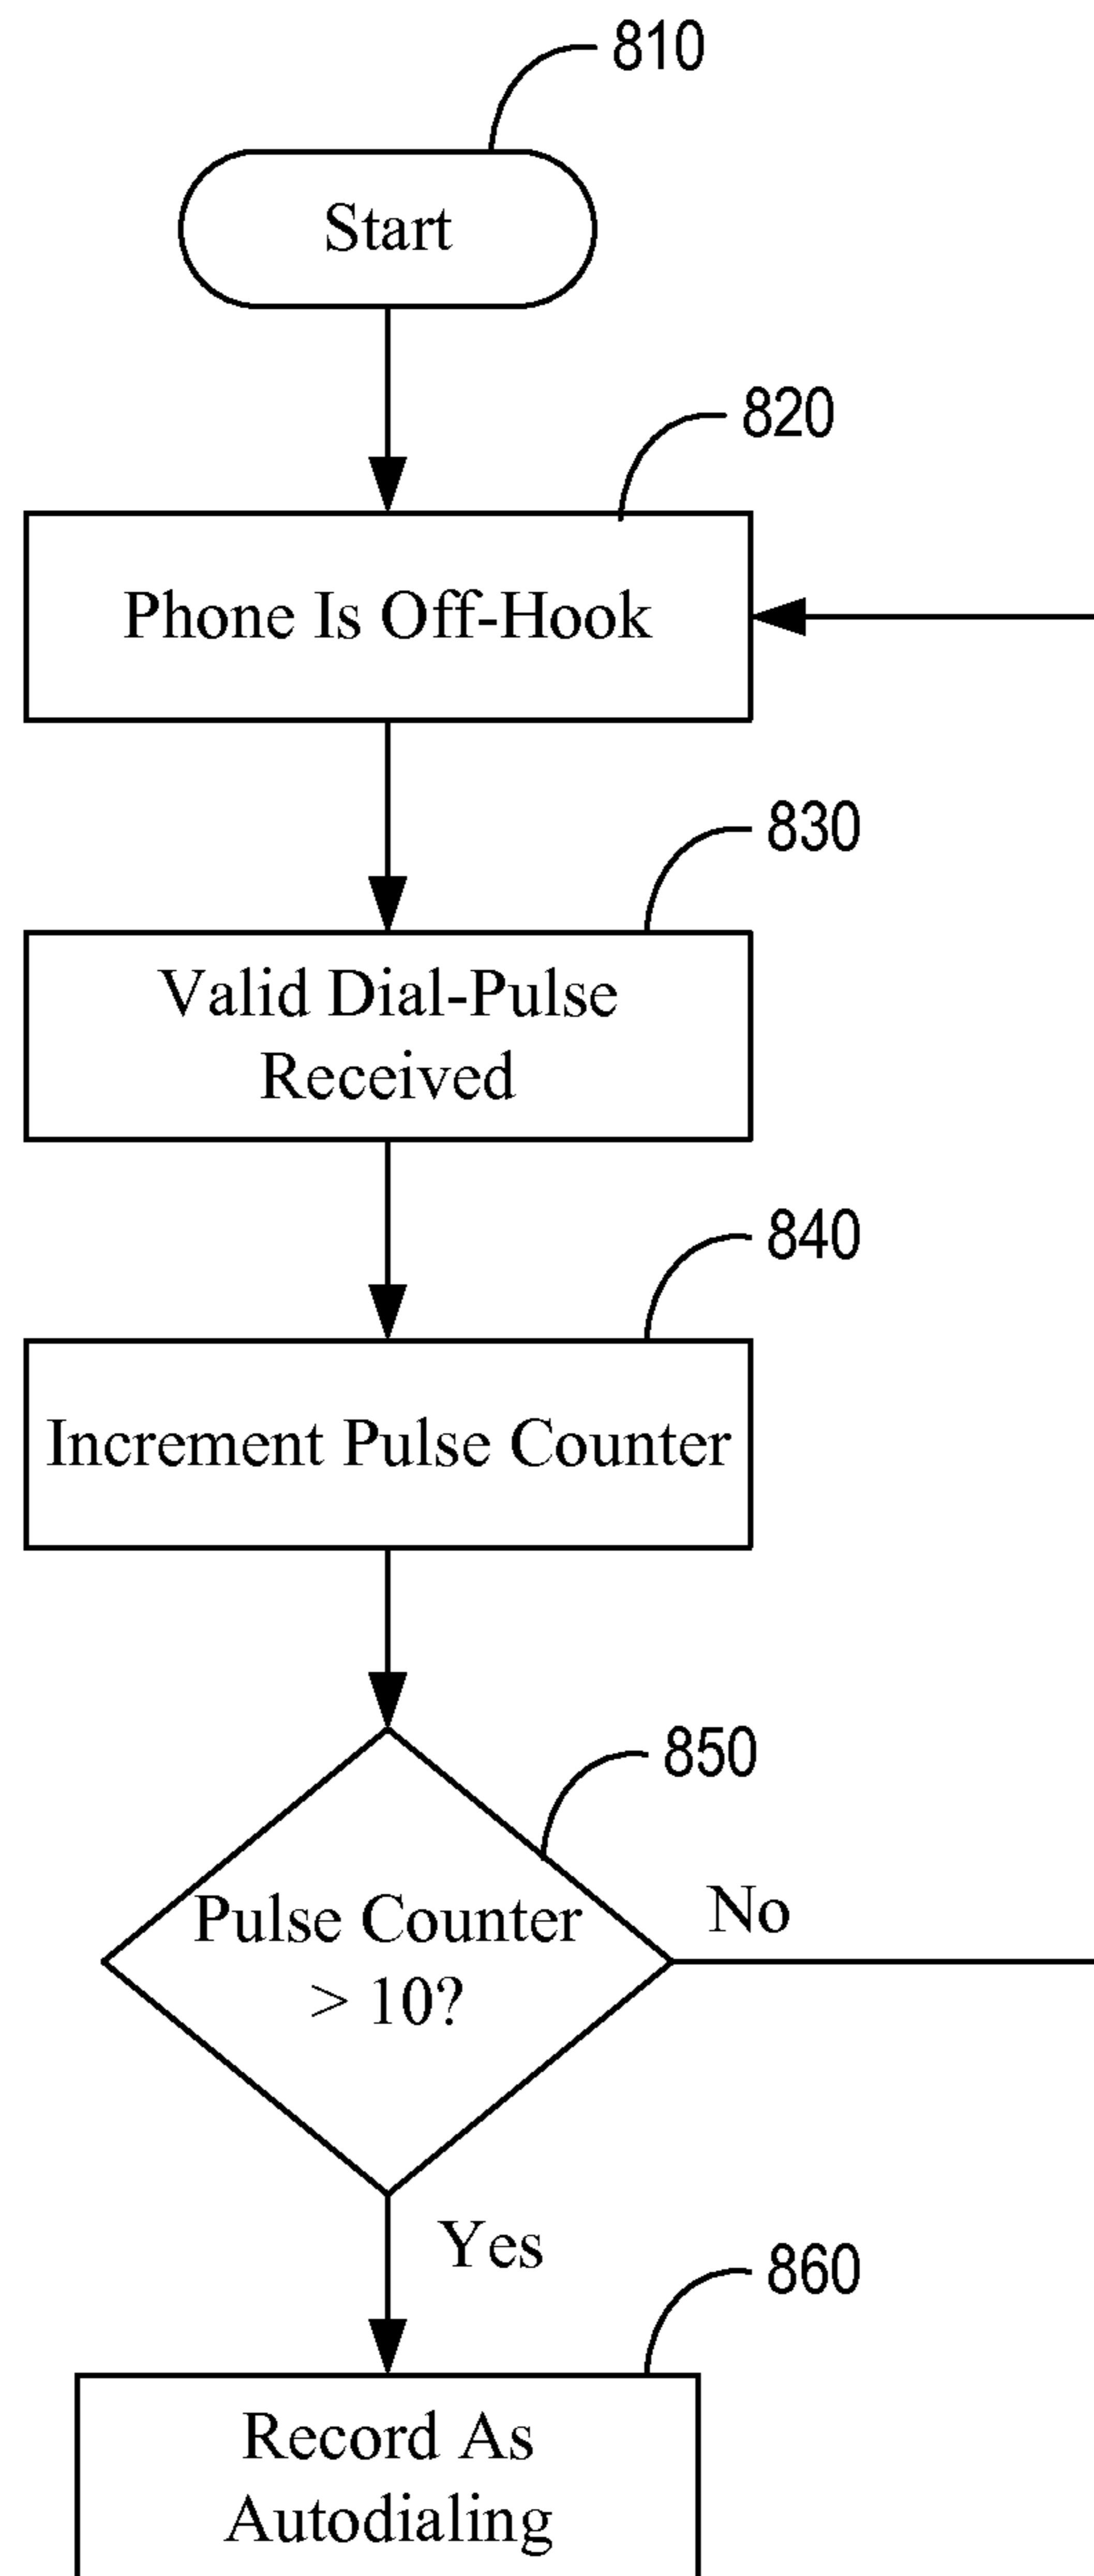 810
Start
820
Phone Is Off-Hook
830
Valid Dial-Pulse
Received
840
Increment Pulse Counter
850
Pulse Counter
> 10?
No
Yes
860
Record As
Autodialing